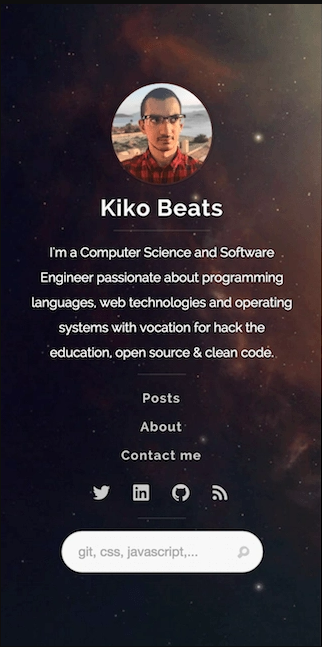 Kiko Beats
I'm a Computer Science and Software
Engineer passionate about programming
languages, web technologies and operating
systems with vocation for hack the
education, open source & clean code.
Posts
About
Contact me
git, css, javascript,...